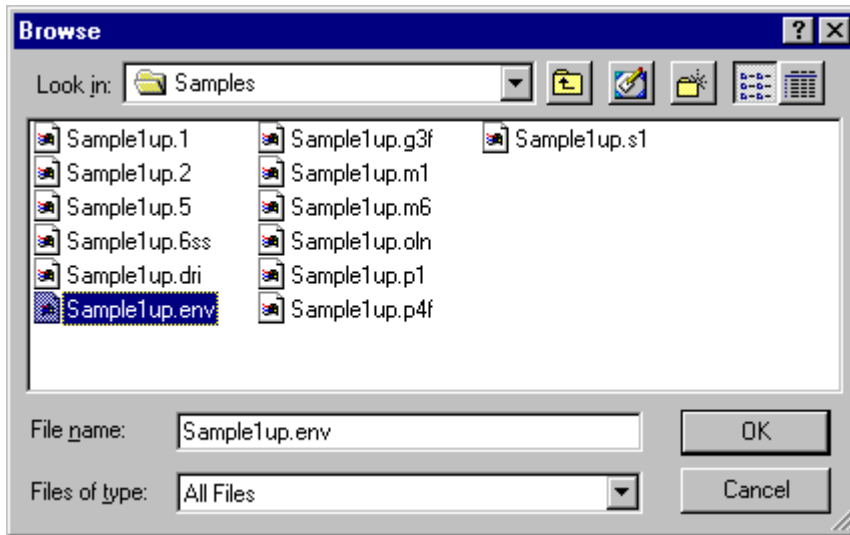 Browse
Look in: Samples
Sample1up.1
Sample1up.2
Sample1up.5
Sample1up.6ss
Sample1up.dri
Sample1up.env
Sample1up.g3f
Sample1up.m1
Sample1up.m6
Sample1up.oln
Sample1up.p1
Sample1up.p4f
Sample1up.s1
File name: Sample1up.env
OK
Files of type: All Files
Cancel